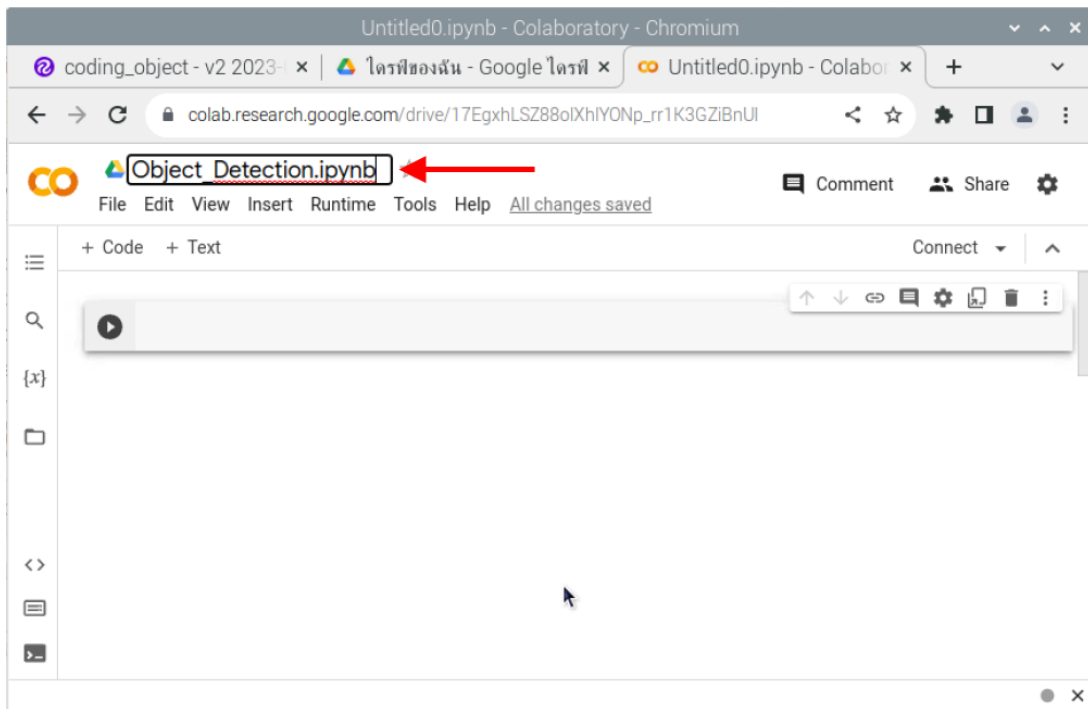 Untitled0.ipynb - Colaboratory - Chromium
coding_object - v2 2023- ไดรฟ์ของฉัน - Google ไดรฟ์ Untitled0.ipynb - Colabor
colab.research.google.com/drive/17EgxhLSZ88olXhlYONp_rr1K3GZiBnUl
Object_Detection.ipynb
Comment Share
File Edit View Insert Runtime Tools Help All changes saved
+ Code + Text Connect
{x}